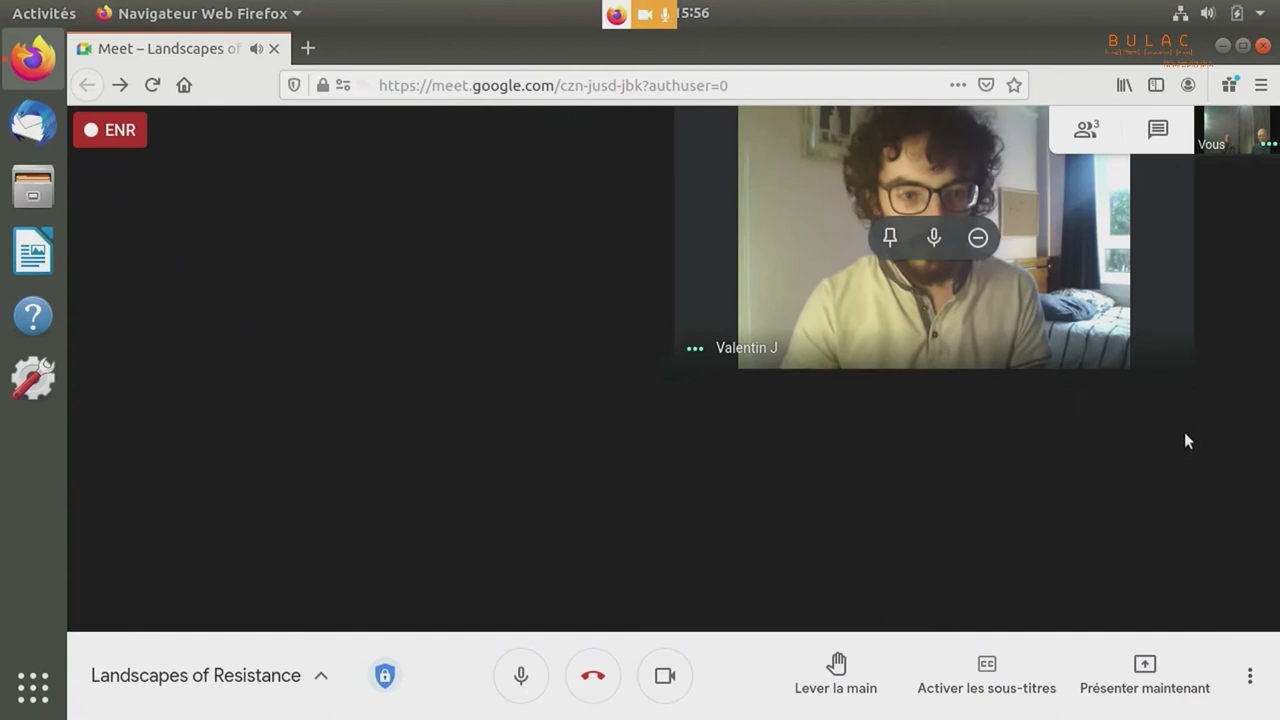 Activités
Navigateur Web Firefox
15:56
Meet – Landscapes of
BULAC
https://meet.google.com/czn-jusd-jbk?authuser=0
ENR
3
Vous
Valentin J
Landscapes of Resistance
Lever la main
Activer les sous-titres
Présenter maintenant